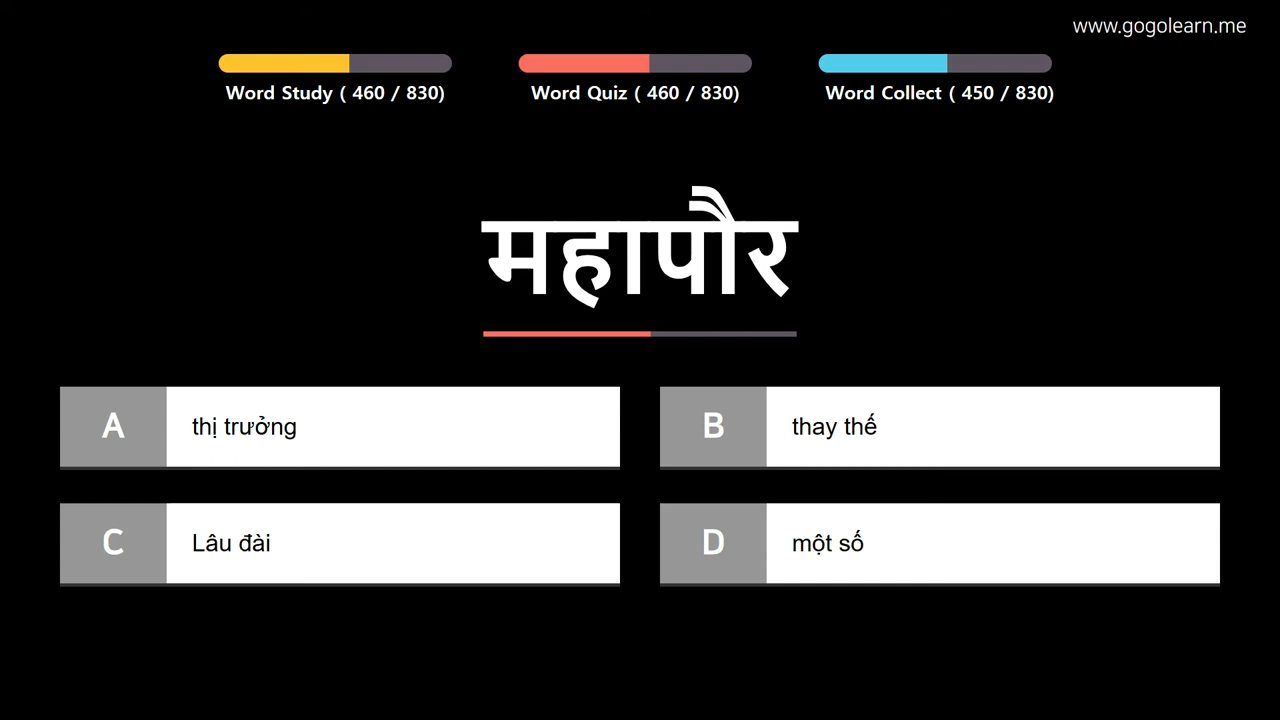 www.gogolearn.me
Word Study ( 460 / 830)
Word Quiz ( 460 / 830)
Word Collect ( 450 / 830)
महापौर
A thị trưởng
B thay thế
C Lâu đài
D một số